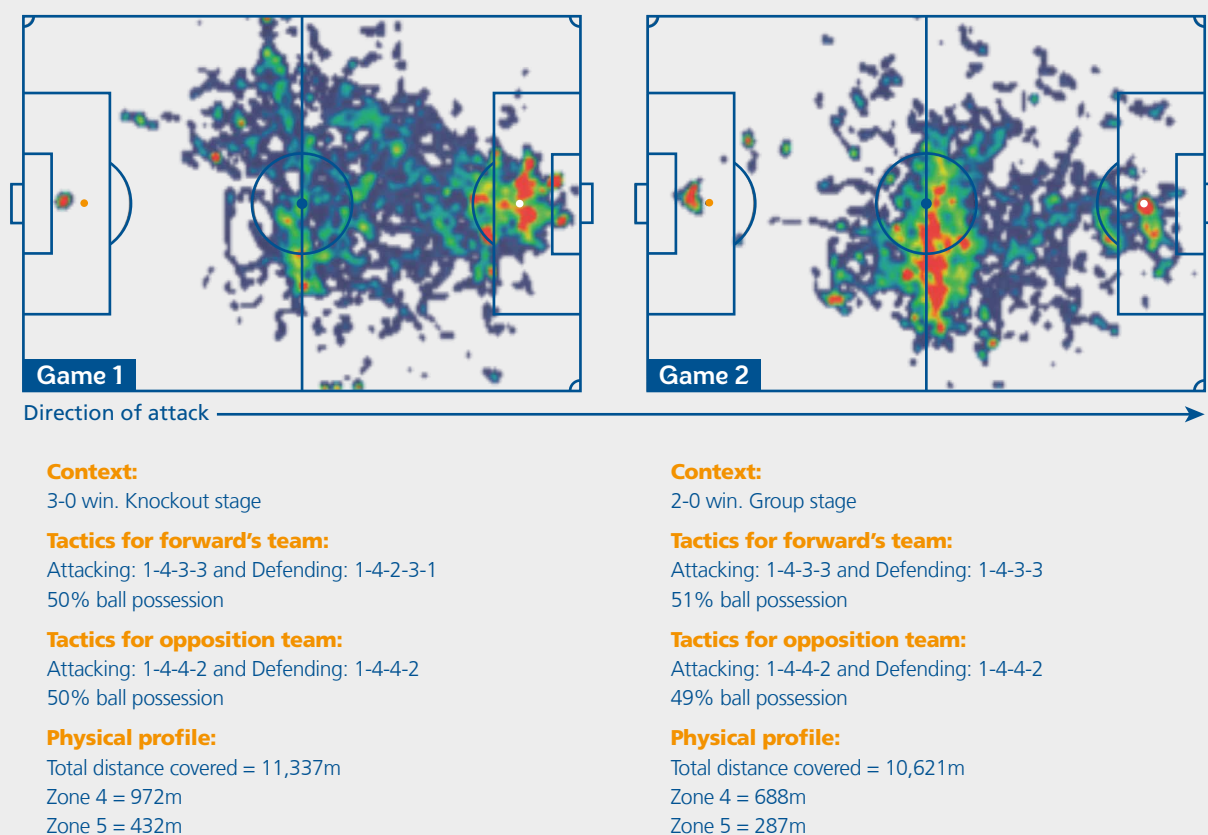 Game 1
Game 2
Direction of attack
Context:
3-0 win. Knockout stage
Tactics for forward's team:
Attacking: 1-4-3-3 and Defending: 1-4-2-3-1
50% ball possession
Tactics for opposition team:
Attacking: 1-4-4-2 and Defending: 1-4-4-2
50% ball possession
Physical profile:
Total distance covered = 11,337m
Zone 4 = 972m
Zone 5 = 432m
Context:
2-0 win. Group stage
Tactics for forward's team:
Attacking: 1-4-3-3 and Defending: 1-4-3-3
51% ball possession
Tactics for opposition team:
Attacking: 1-4-4-2 and Defending: 1-4-4-2
49% ball possession
Physical profile:
Total distance covered = 10,621m
Zone 4 = 688m
Zone 5 = 287m